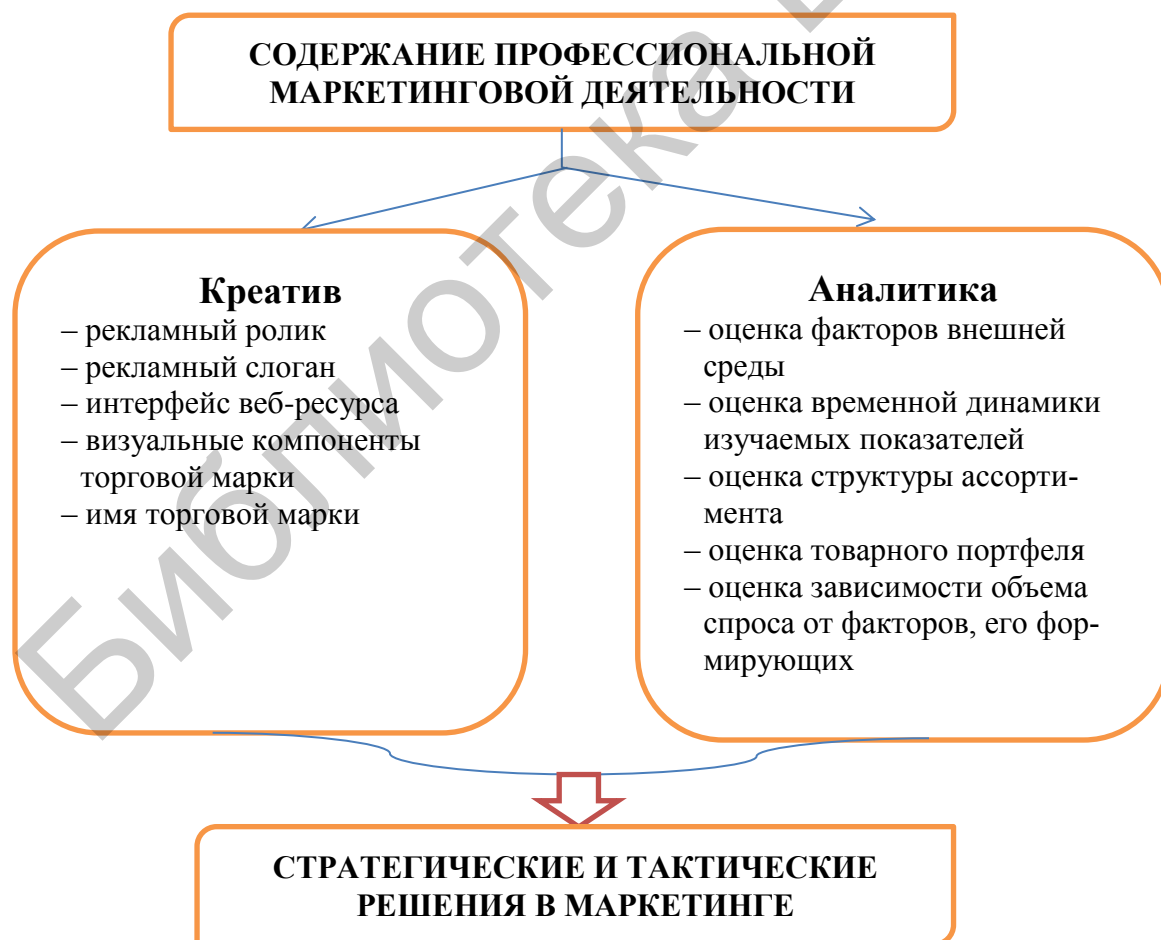 СОДЕРЖАНИЕ ПРОФЕССИОНАЛЬНОЙ
МАРКЕТИНГОВОЙ ДЕЯТЕЛЬНОСТИ
Креатив
– рекламный ролик
– рекламный слоган
– интерфейс веб-ресурса
– визуальные компоненты
торговой марки
– имя торговой марки
Аналитика
– оценка факторов внешней
среды
– оценка временной динамики
изучаемых показателей
– оценка структуры ассорти-
мента
– оценка товарного портфеля
– оценка зависимости объема
спроса от факторов, его фор-
мирующих
СТРАТЕГИЧЕСКИЕ И ТАКТИЧЕСКИЕ
РЕШЕНИЯ В МАРКЕТИНГЕ
Библиотека